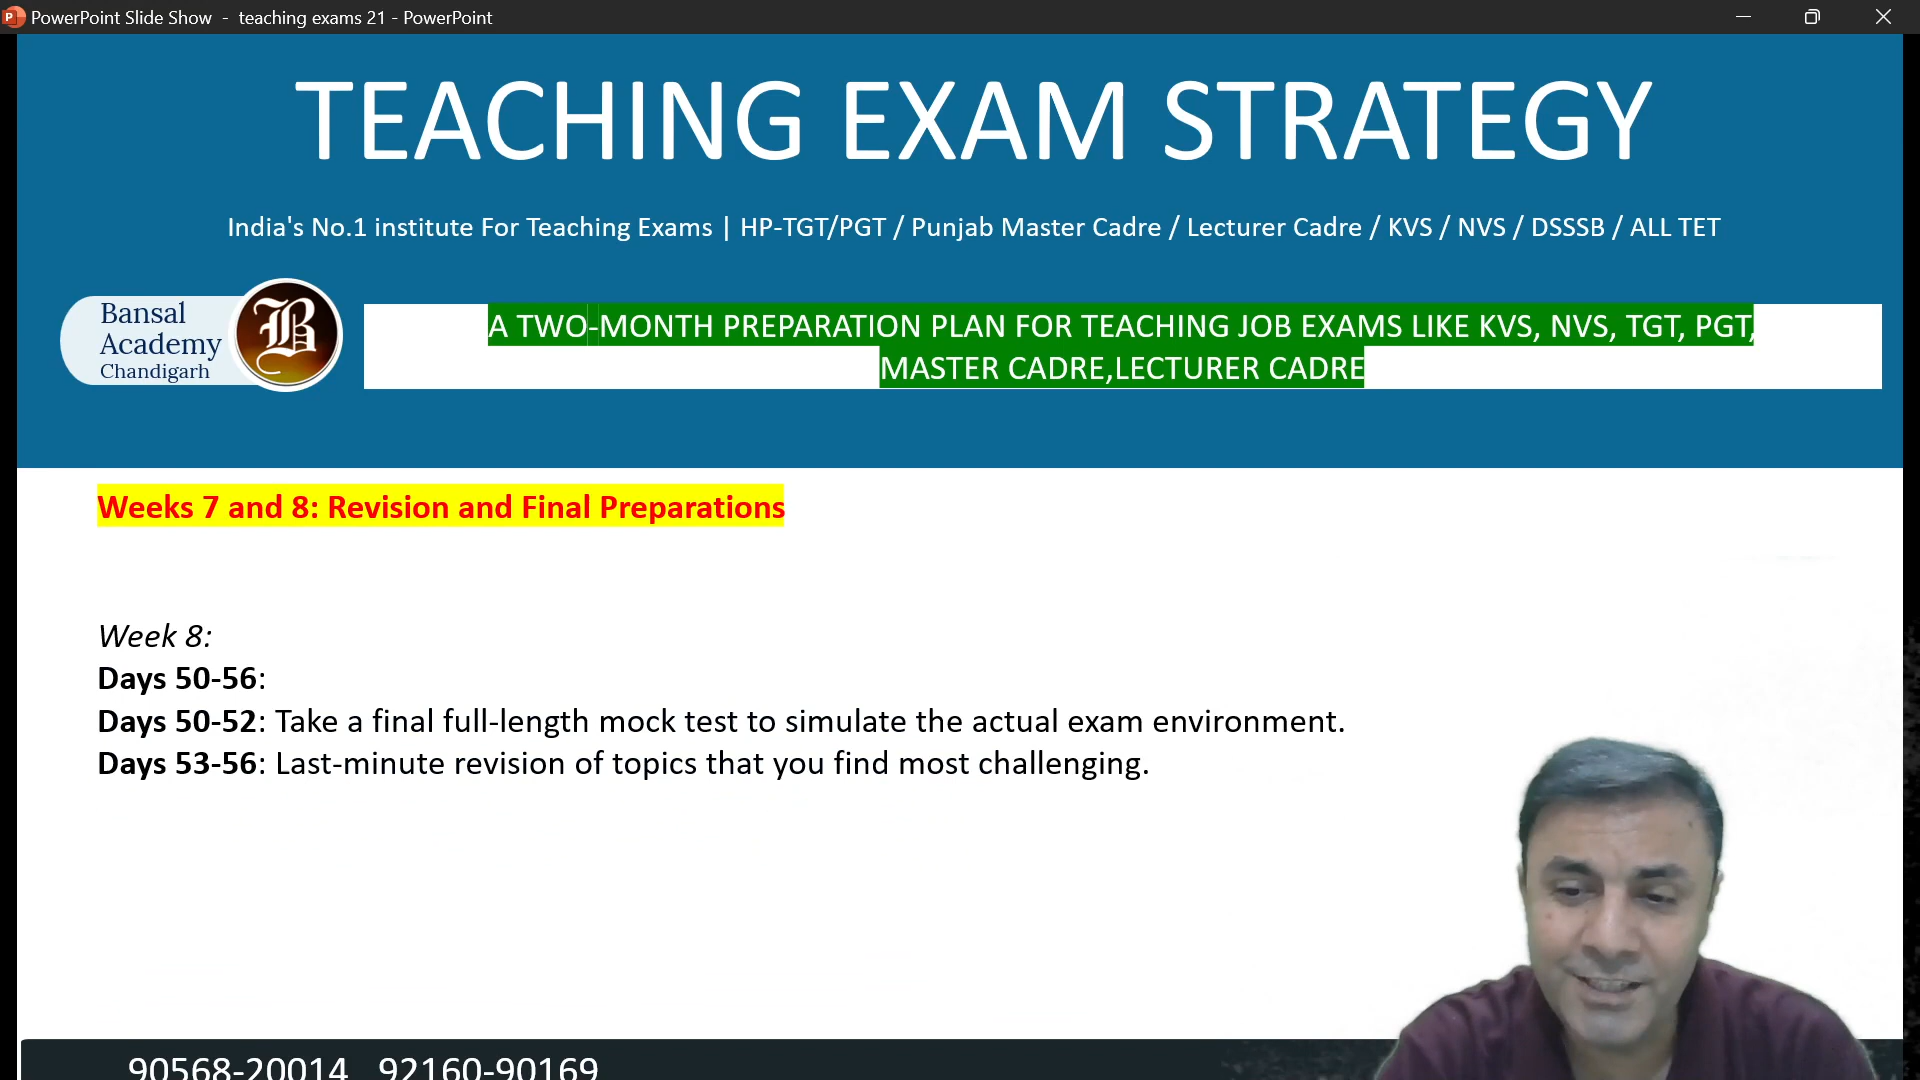 PowerPoint Slide Show - teaching exams 21 - PowerPoint
TEACHING EXAM STRATEGY
India's No.1 institute For Teaching Exams | HP-TGT/PGT / Punjab Master Cadre / Lecturer Cadre / KVS / NVS / DSSSB / ALL TET
Bansal
Academy
Chandigarh
B
A TWO-MONTH PREPARATION PLAN FOR TEACHING JOB EXAMS LIKE KVS, NVS, TGT, PGT,
MASTER CADRE,LECTURER CADRE
Weeks 7 and 8: Revision and Final Preparations
Week 8:
Days 50-56:
Days 50-52: Take a final full-length mock test to simulate the actual exam environment.
Days 53-56: Last-minute revision of topics that you find most challenging.
90568-20014 92160-90169